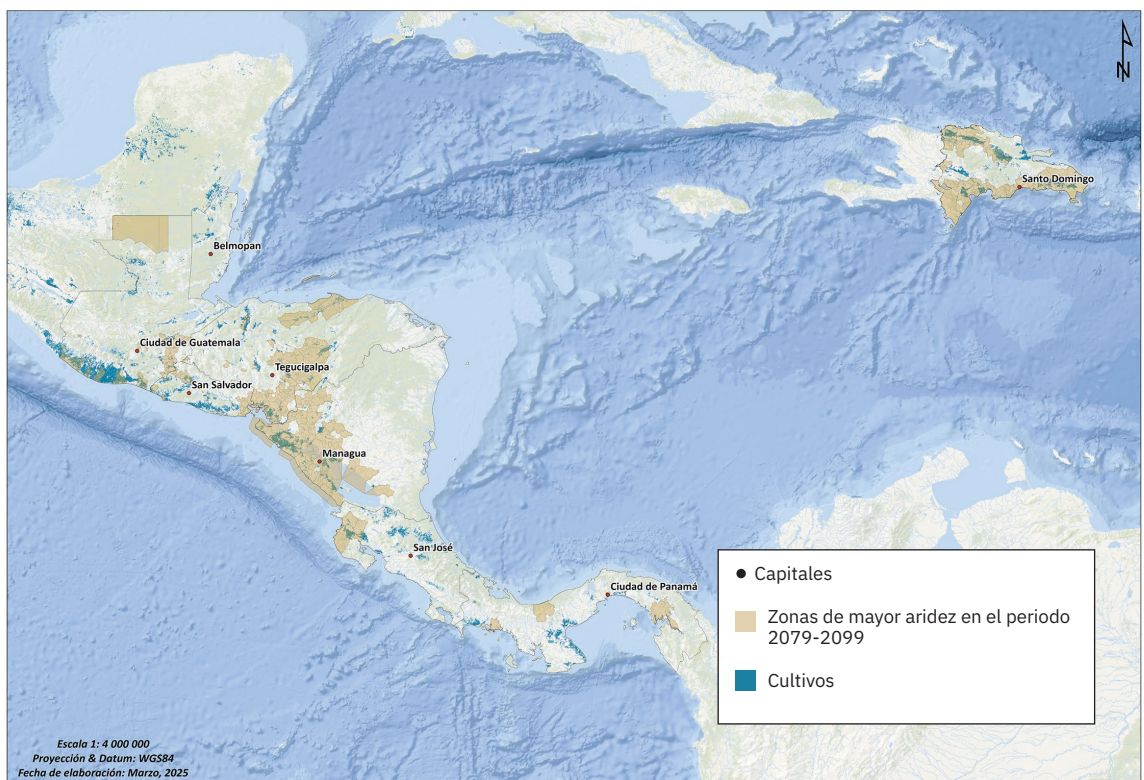 N
Santo Domingo
Belmopan
Ciudad de Guatemala
Tegucigalpa
San Salvador
Managua
San José
Ciudad de Panamá
Capitales
Zonas de mayor aridez en el periodo
2079-2099
Cultivos
Escala 1: 4 000 000
Proyección & Datum: WGS84
Fecha de elaboración: Marzo, 2025